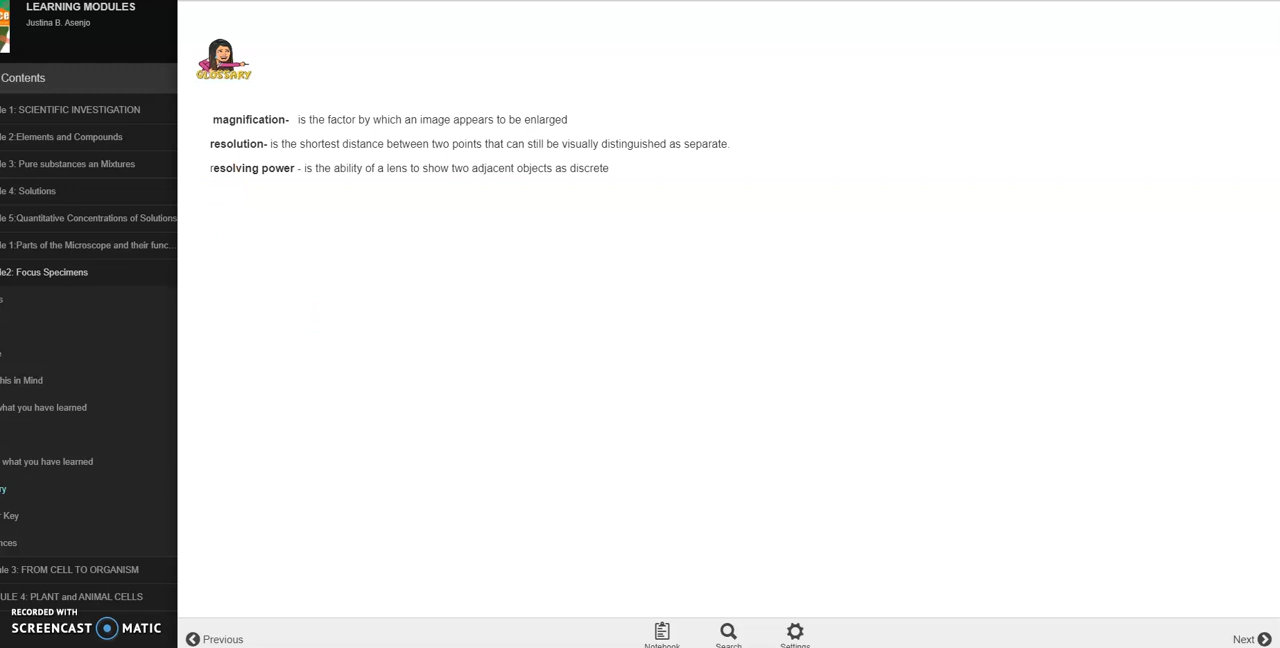 LEARNING MODULES
Justina B. Asenjo
Contents
le 1: SCIENTIFIC INVESTIGATION
le 2:Elements and Compounds
le 3: Pure substances an Mixtures
le 4: Solutions
le 5:Quantitative Concentrations of Solutions
le 1:Parts of the Microscope and their func...
le2: Focus Specimens
s
e
his in Mind
what you have learned
what you have learned
ry
r Key
nces
ule 3: FROM CELL TO ORGANISM
ULE 4: PLANT and ANIMAL CELLS
RECORDED WITH
SCREENCAST MATIC
GLOSSARY
magnification- is the factor by which an image appears to be enlarged
resolution- is the shortest distance between two points that can still be visually distinguished as separate.
resolving power - is the ability of a lens to show two adjacent objects as discrete
Previous
Notebook
Search
Settings
Next